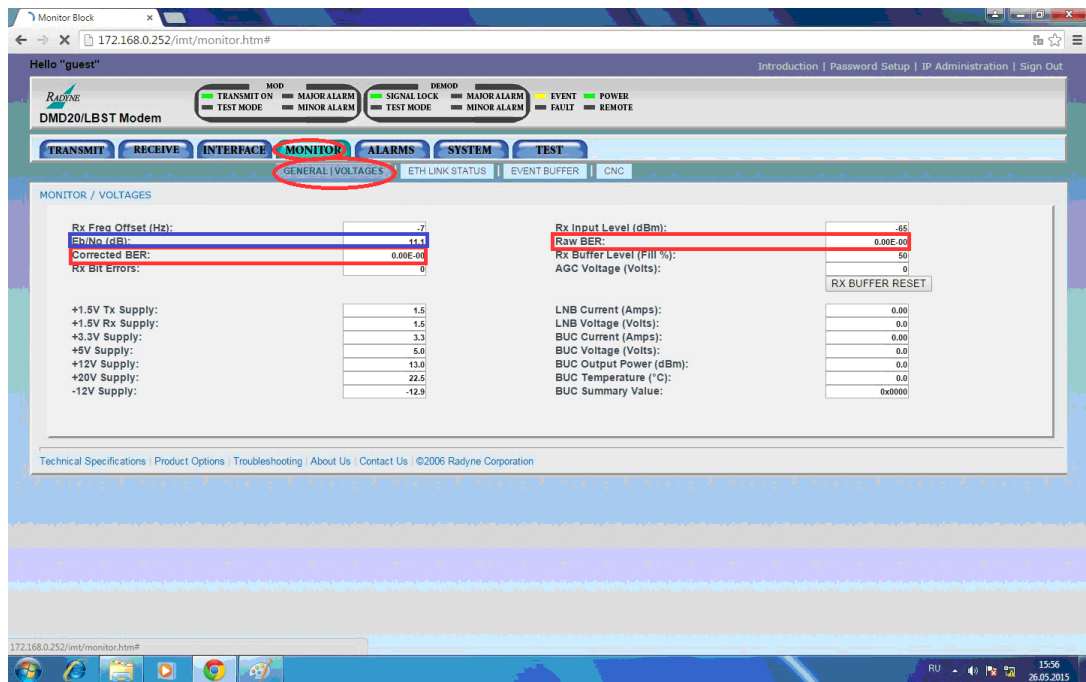 Monitor Block
172.168.0.252/imt/monitor.htm#
Hello "guest"
Introduction | Password Setup | IP Administration | Sign Out
RADYNE
DMD20/LBST Modem
MOD
TRANSMIT ON MAJOR ALARM
TEST MODE MINOR ALARM
DEMOD
SIGNAL LOCK MAJOR ALARM
TEST MODE MINOR ALARM
EVENT POWER
FAULT REMOTE
TRANSMIT RECEIVE INTERFACE MONITOR ALARMS SYSTEM TEST
GENERAL | VOLTAGES | ETH LINK STATUS | EVENT BUFFER | CNC
MONITOR / VOLTAGES
Rx Freq Offset (Hz): -7 Rx Input Level (dBm): -65
Eb/No (dB): 11.1 Raw BER: 0.00E-00
Corrected BER: 0.00E-00 Rx Buffer Level (Fill %): 50
Rx Bit Errors: 0 AGC Voltage (Volts): 0
RX BUFFER RESET
+1.5V Tx Supply: 1.5 LNB Current (Amps): 0.00
+1.5V Rx Supply: 1.5 LNB Voltage (Volts): 0.0
+3.3V Supply: 3.3 BUC Current (Amps): 0.00
+5V Supply: 5.0 BUC Voltage (Volts): 0.0
+12V Supply: 13.0 BUC Output Power (dBm): 0.0
+20V Supply: 22.5 BUC Temperature (°C): 0.0
-12V Supply: -12.9 BUC Summary Value: 0x0000
Technical Specifications | Product Options | Troubleshooting | About Us | Contact Us | ©2006 Radyne Corporation
172.168.0.252/imt/monitor.htm#
RU 15:56
26.05.2015